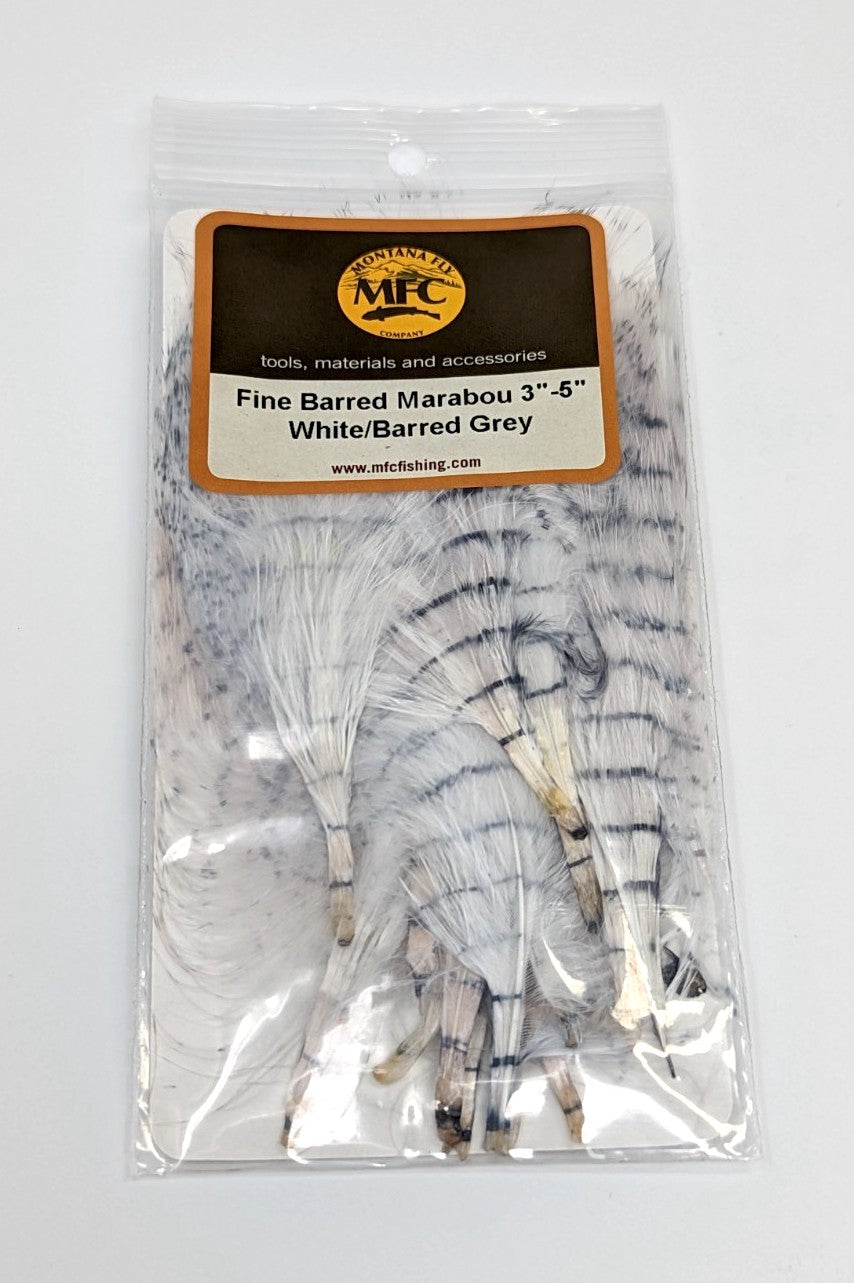 MONTANA FLY
MFC
COMPANY
tools, materials and accessories
Fine Barred Marabou 3"-5"
White/Barred Grey
www.mfcfishing.com